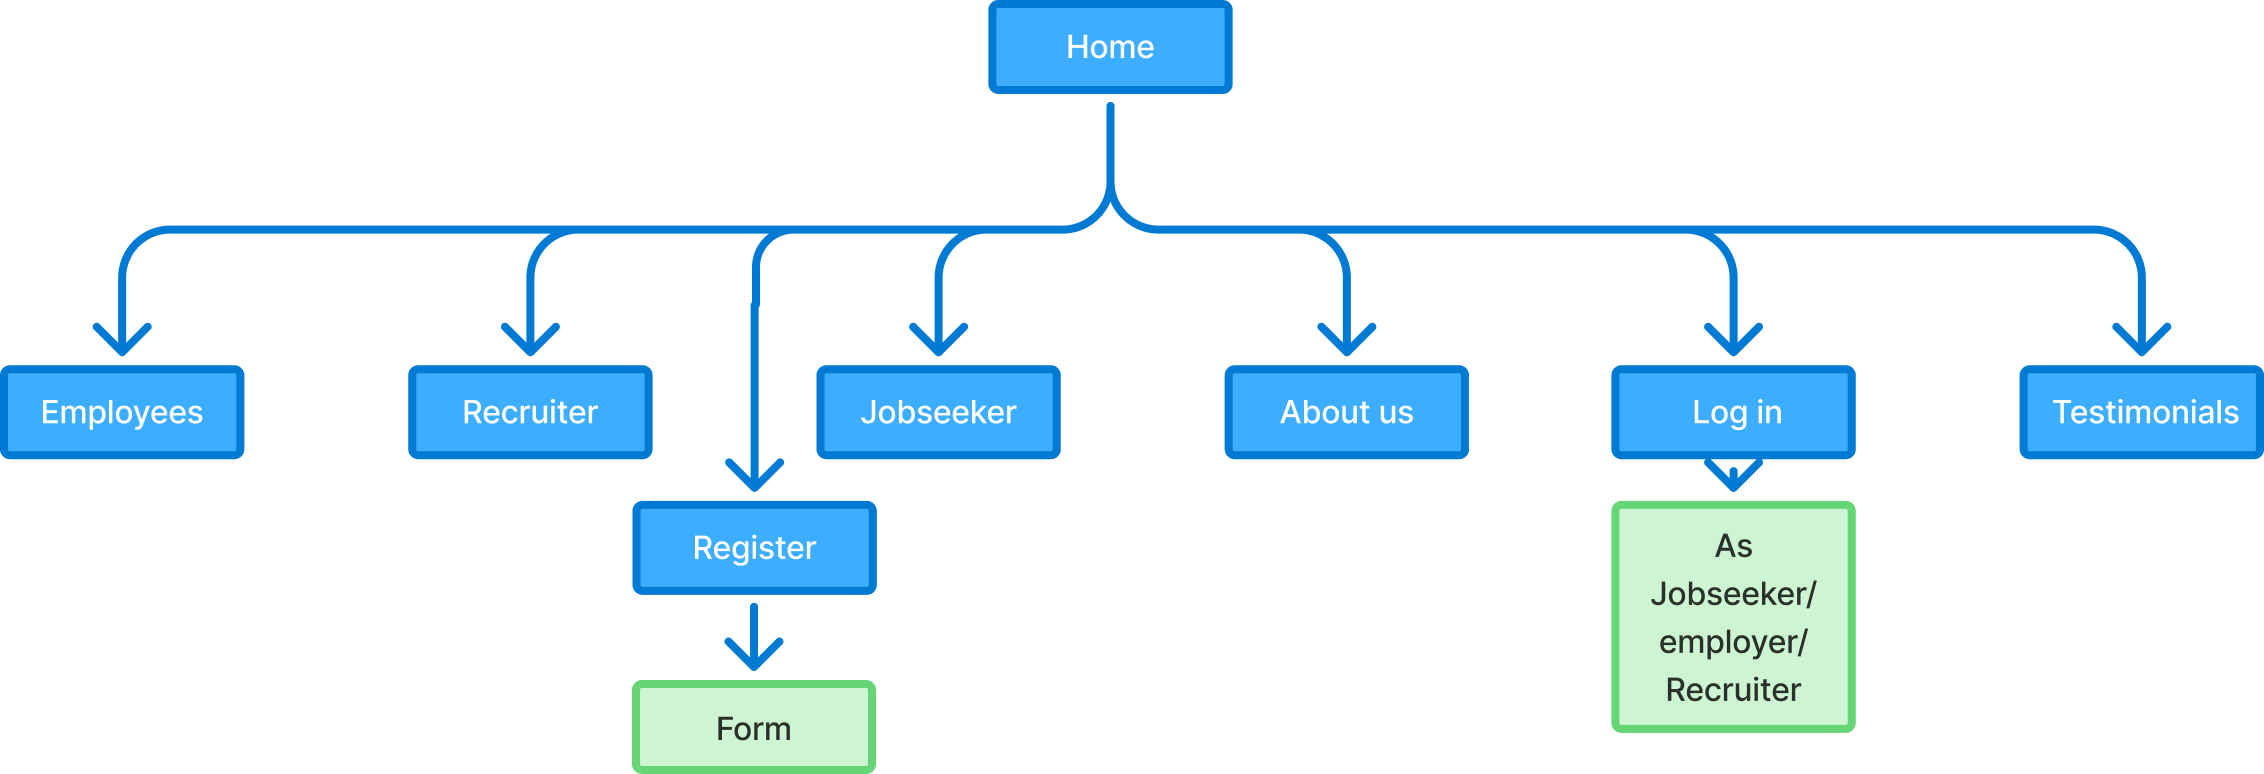 Home
Employees
Recruiter
Jobseeker
About us
Log in
Testimonials
Register
As
Jobseeker/
employer/
Recruiter
Form